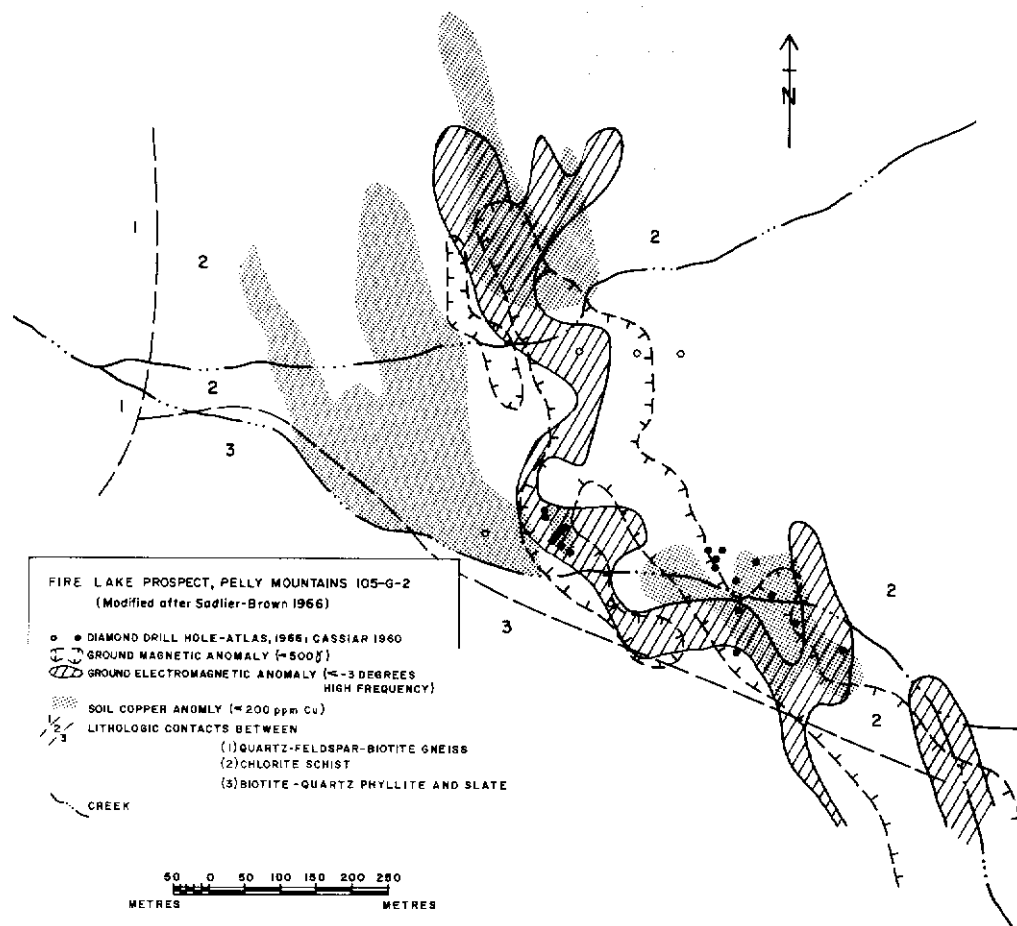 N
1
2
2
2
1
3
2
3
2
FIRE LAKE PROSPECT, PELLY MOUNTAINS 105-G-2
(Modified after Sadlier-Brown 1966)
DIAMOND DRILL HOLE-ATLAS, 1966; CASSIAR 1960
GROUND MAGNETIC ANOMALY (≈500γ)
GROUND ELECTROMAGNETIC ANOMALY (≪-3 DEGREES
HIGH FREQUENCY)
SOIL COPPER ANOMLY (≈200 ppm Cu)
1/2/3 LITHOLOGIC CONTACTS BETWEEN
(1) QUARTZ-FELDSPAR-BIOTITE GNEISS
(2) CHLORITE SCHIST
(3) BIOTITE-QUARTZ PHYLLITE AND SLATE
CREEK
50 0 50 100 150 200 250
METRES METRES